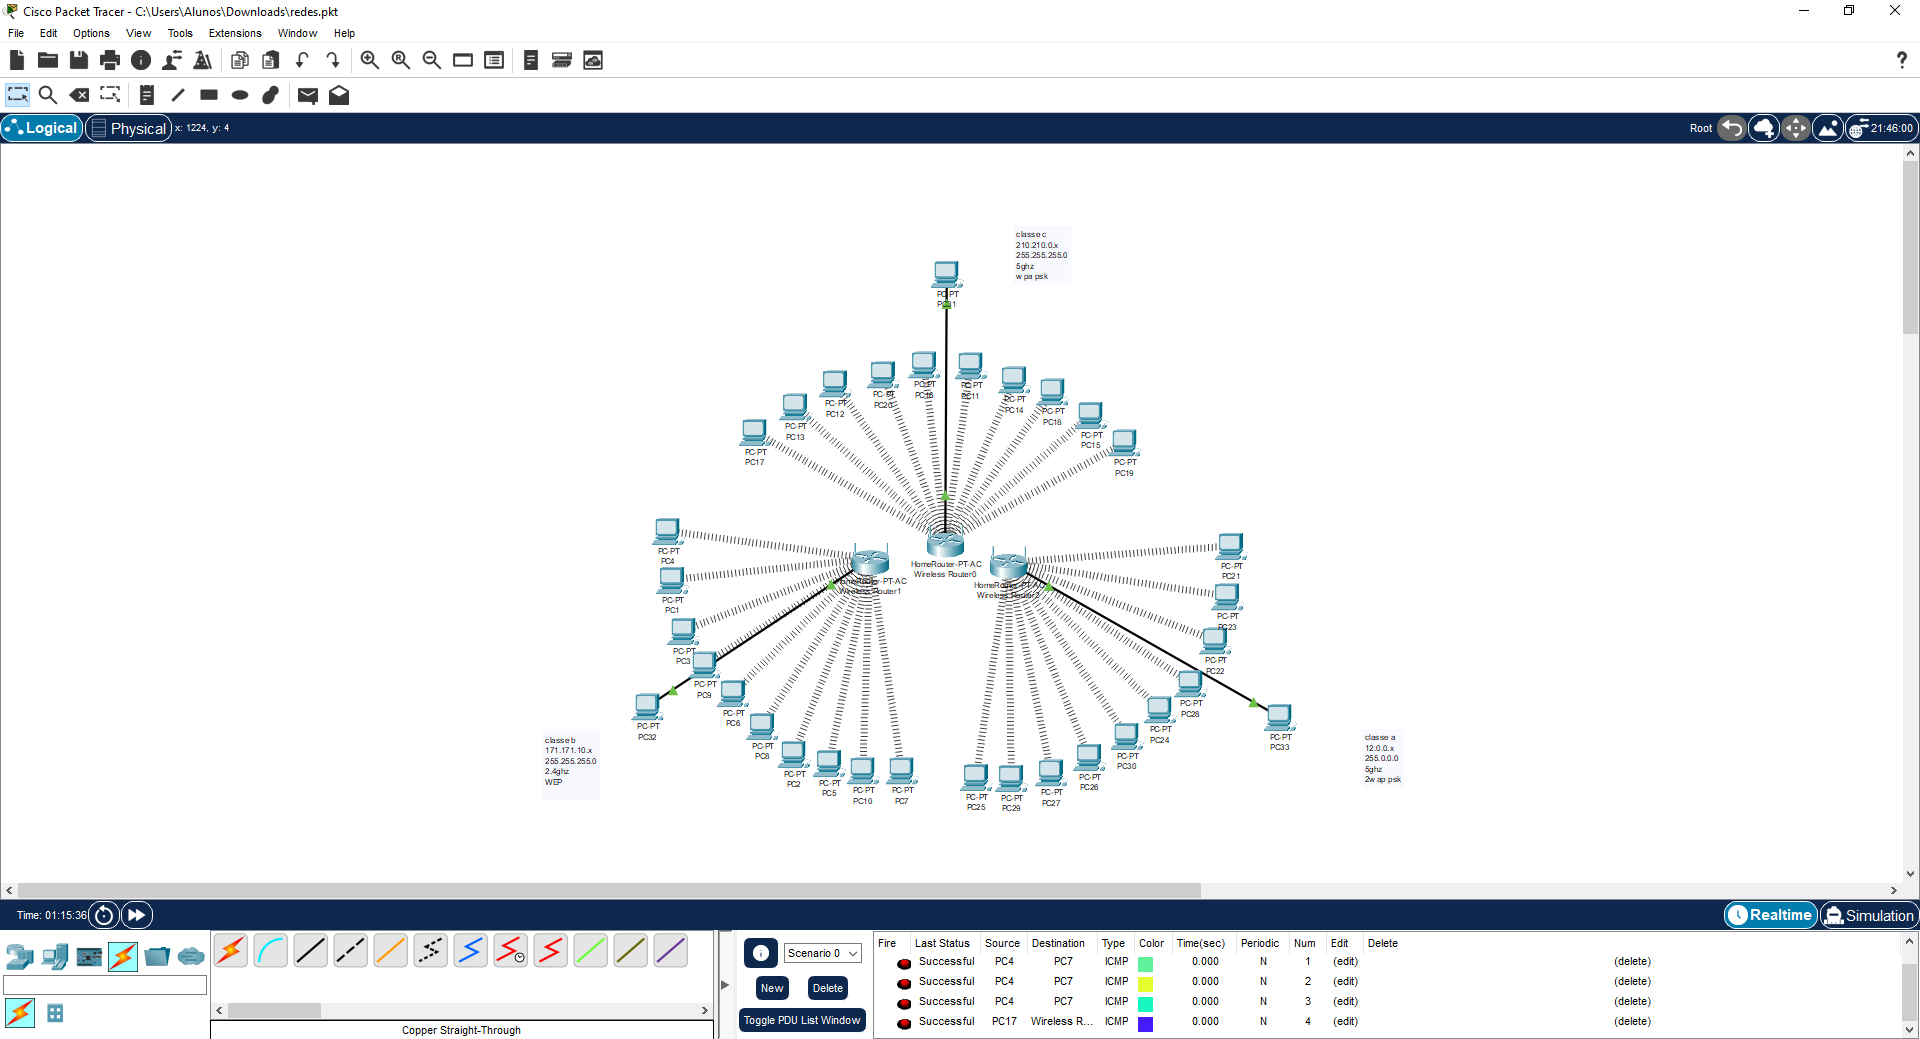 Cisco Packet Tracer - C:\Users\Alunos\Downloads\redes.pkt
File Edit Options View Tools Extensions Window Help
Logical Physical x: 1224, y: 4 Root 21:46:00
classe c
210.210.0.x
255.255.255.0
5ghz
wpa psk
PC-PT
PC31
PC-PT
PC16
PC-PT
PC11
PC-PT
PC20
PC-PT
PC14
PC-PT
PC12
PC-PT
PC18
PC-PT
PC13
PC-PT
PC15
PC-PT
PC17
PC-PT
PC19
PC-PT
PC4
PC-PT
PC1
PC-PT
PC3
PC-PT
PC9
PC-PT
PC32
PC-PT
PC6
PC-PT
PC8
PC-PT
PC2
PC-PT
PC5
PC-PT
PC10
PC-PT
PC7
HomeRouter-PT-AC
Wireless Router1
HomeRouter-PT-AC
Wireless Router0
HomeRouter-PT-AC
Wireless Router2
PC-PT
PC21
PC-PT
PC23
PC-PT
PC22
PC-PT
PC28
PC-PT
PC33
PC-PT
PC24
PC-PT
PC30
PC-PT
PC26
PC-PT
PC27
PC-PT
PC29
PC-PT
PC25
classe b
171.171.10.x
255.255.255.0
2.4ghz
WEP
classe a
12.0.0.x
255.0.0.0
5ghz
2wap psk
Time: 01:15:36 Realtime Simulation
Scenario 0
New Delete
Toggle PDU List Window
Copper Straight-Through
Fire Last Status Source Destination Type Color Time(sec) Periodic Num Edit Delete
Successful PC4 PC7 ICMP 0.000 N 1 (edit) (delete)
Successful PC4 PC7 ICMP 0.000 N 2 (edit) (delete)
Successful PC4 PC7 ICMP 0.000 N 3 (edit) (delete)
Successful PC17 Wireless R... ICMP 0.000 N 4 (edit) (delete)